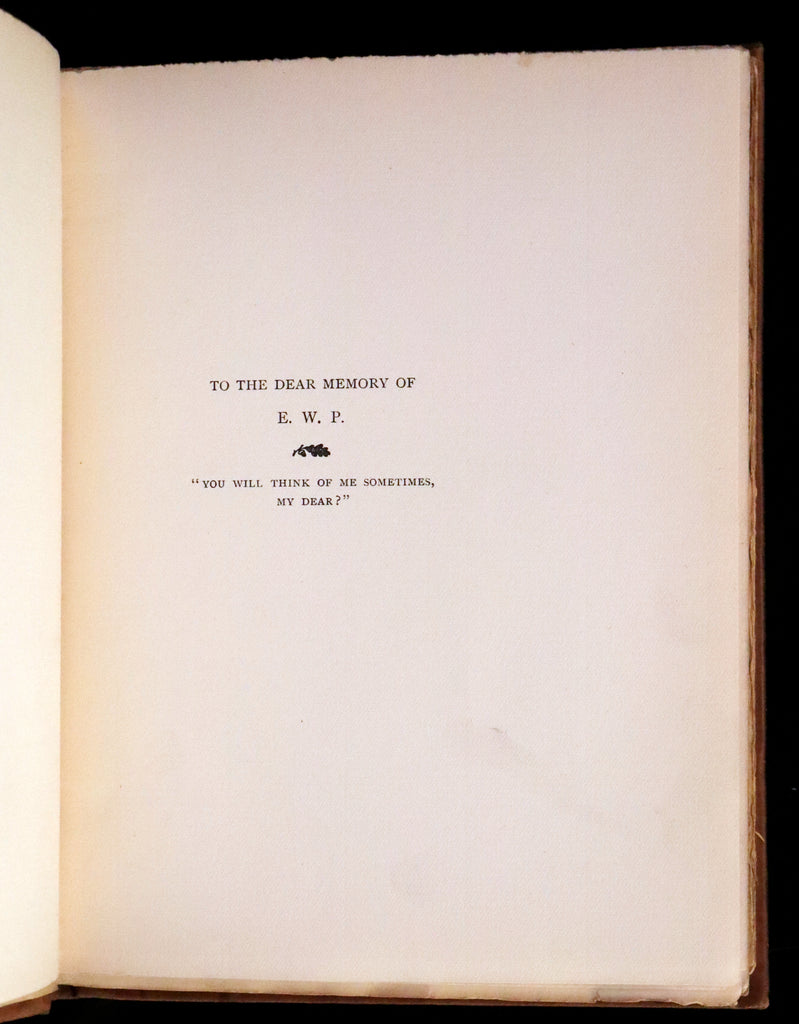 TO THE DEAR MEMORY OF
E. W. P.
“YOU WILL THINK OF ME SOMETIMES,
MY DEAR?”